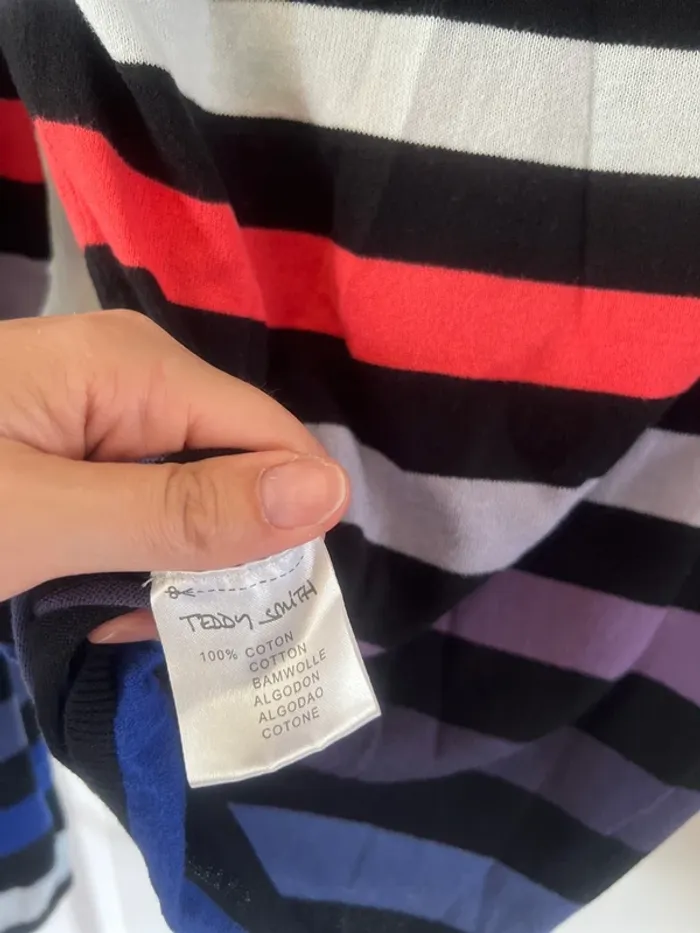 TEDDY SMITH
100% COTON
COTTON
BAMWOLLE
ALGODON
ALGODAO
COTONE